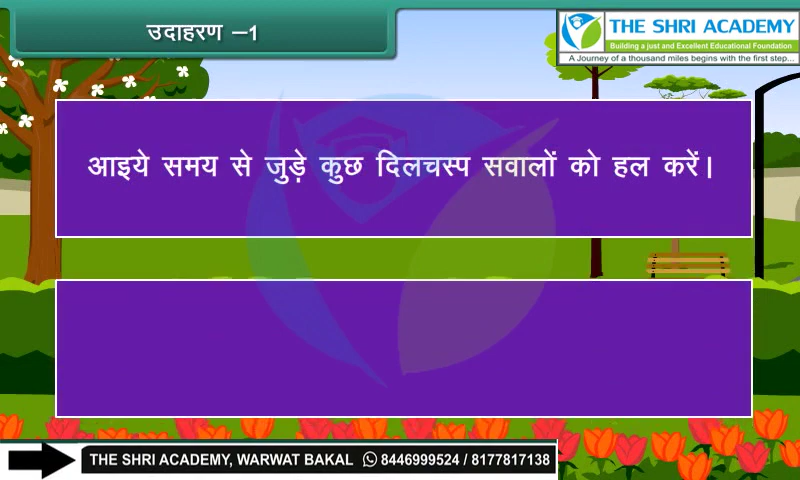 उदाहरण –1
THE SHRI ACADEMY
Building a just and Excellent Educational Foundation
A Journey of a thousand miles begins with the first step...
आइये समय से जुड़े कुछ दिलचस्प सवालों को हल करें।
THE SHRI ACADEMY, WARWAT BAKAL 8446999524 / 8177817138